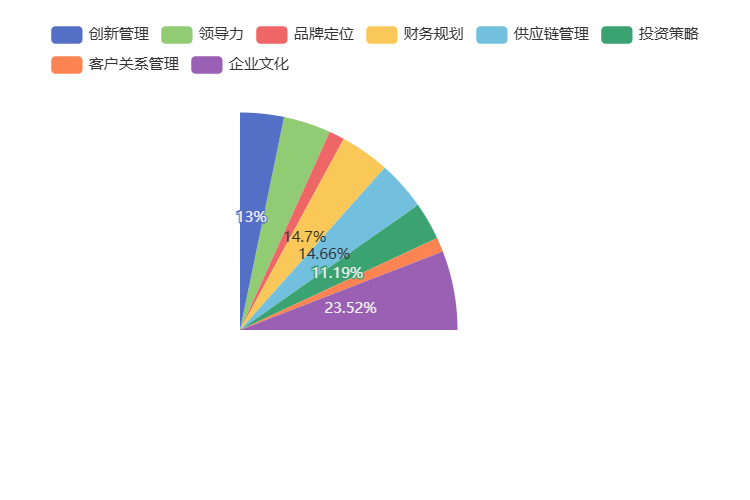 创新管理 领导力 品牌定位 财务规划 供应链管理 投资策略
客户关系管理 企业文化
13%
14.7%
14.66%
11.19%
23.52%